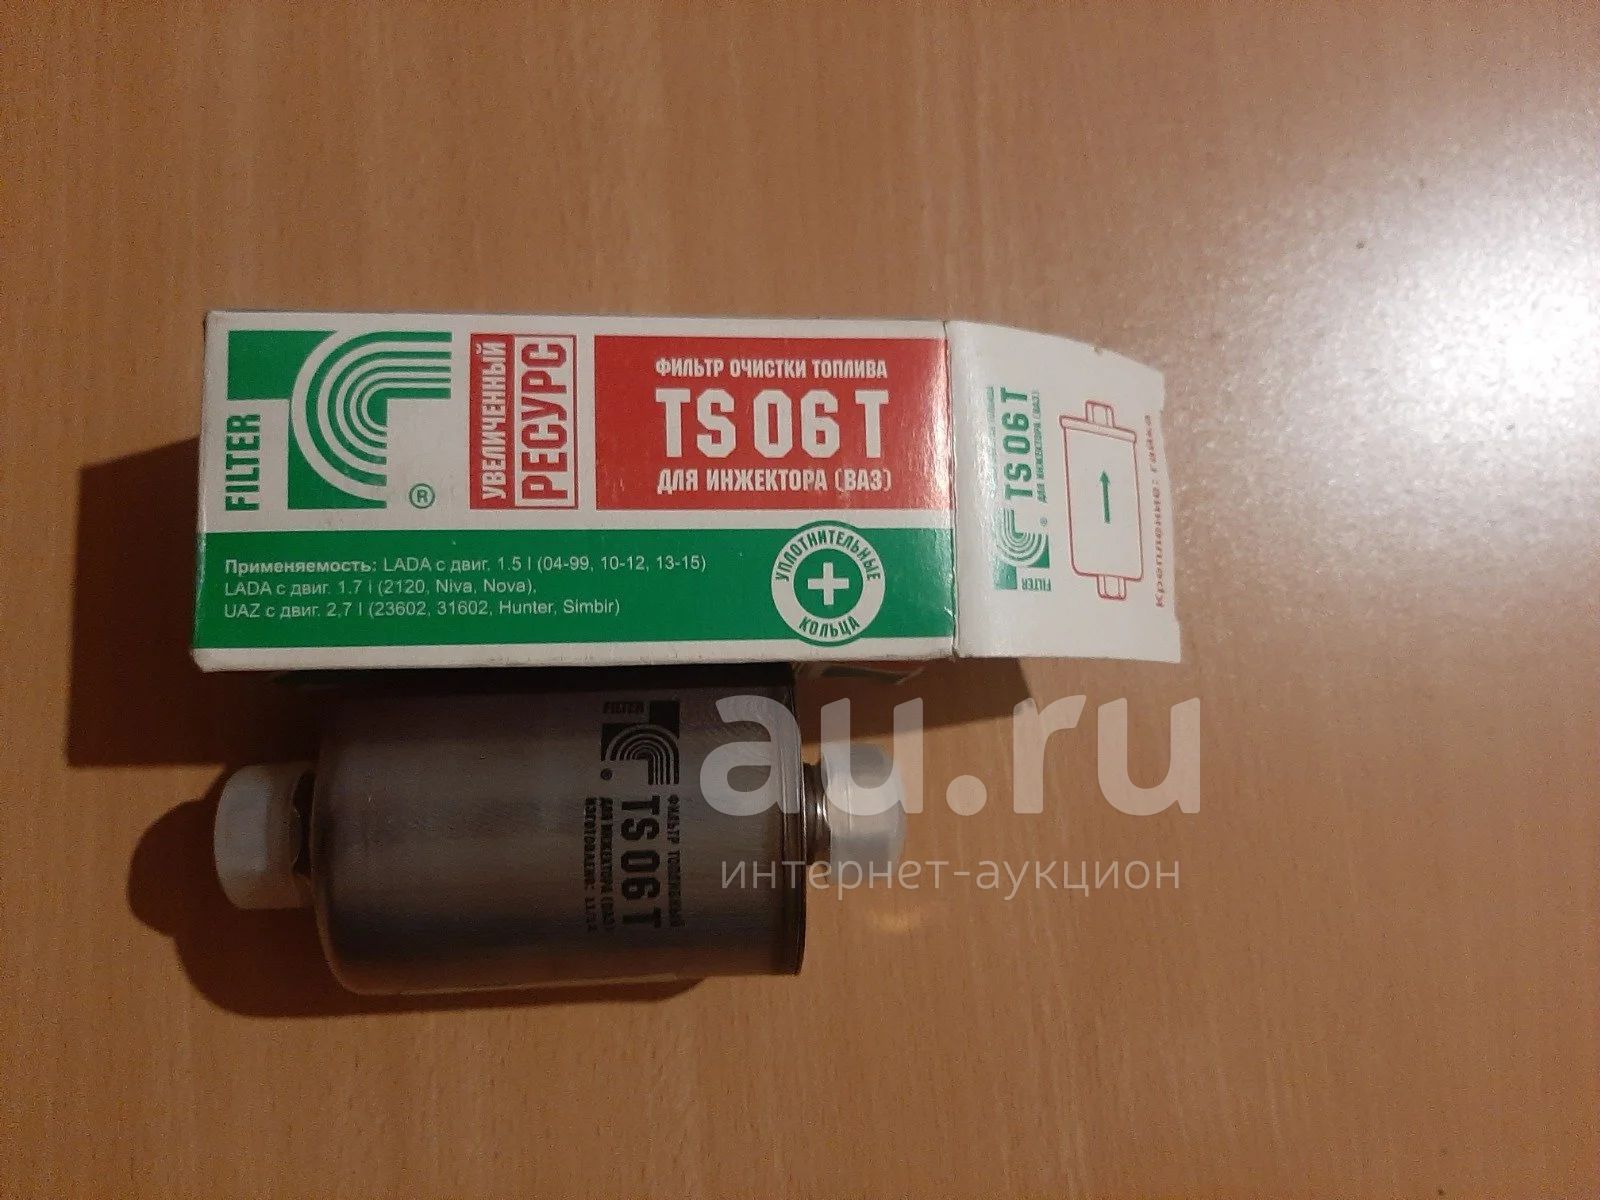 FILTER
®
УВЕЛИЧЕННЫЙ
РЕСУРС
ФИЛЬТР ОЧИСТКИ ТОПЛИВА
TS 06 T
ДЛЯ ИНЖЕКТОРА (ВАЗ)
Применяемость: LADA с двиг. 1.5 l (04-99, 10-12, 13-15)
LADA с двиг. 1.7 l (2120, Niva, Nova),
UAZ с двиг. 2,7 l (23602, 31602, Hunter, Simbir)
УПЛОТНИТЕЛЬНЫЕ
+
КОЛЬЦА
FILTER
®
TS 06 T
ДЛЯ ИНЖЕКТОРА (ВАЗ)
Крепление: гайка
FILTER
®
ФИЛЬТР ТОПЛИВНЫЙ
TS 06 T
ДЛЯ ИНЖЕКТОРА (ВАЗ)
ИЗГОТОВЛЕНО:
au.ru
интернет-аукцион